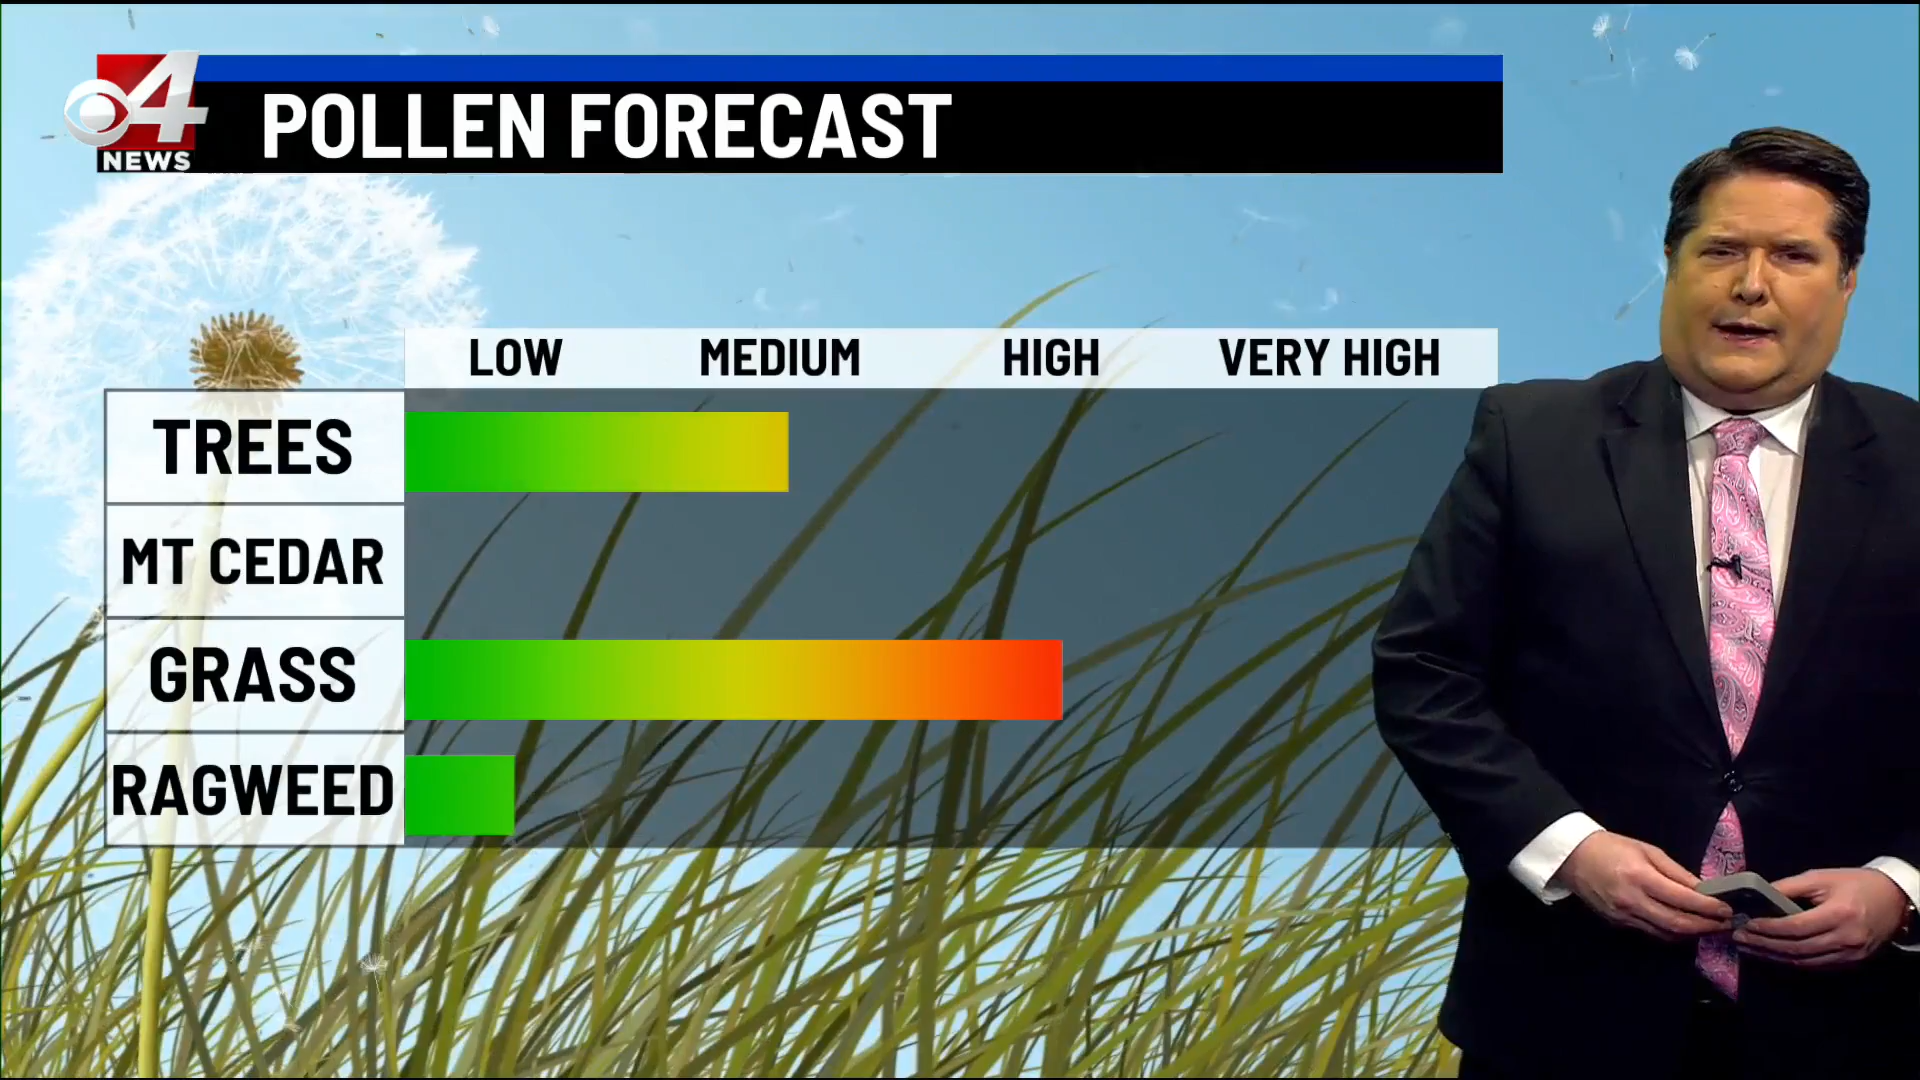 4
NEWS
POLLEN FORECAST
LOW MEDIUM HIGH VERY HIGH
TREES
MT CEDAR
GRASS
RAGWEED